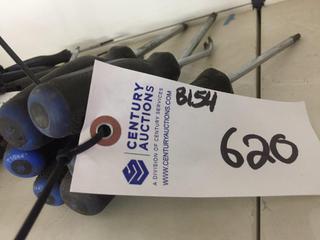 B154
620
CENTURY
AUCTIONS
A DIVISION OF CENTURY SERVICES
WWW.CENTURYAUCTIONS.COM